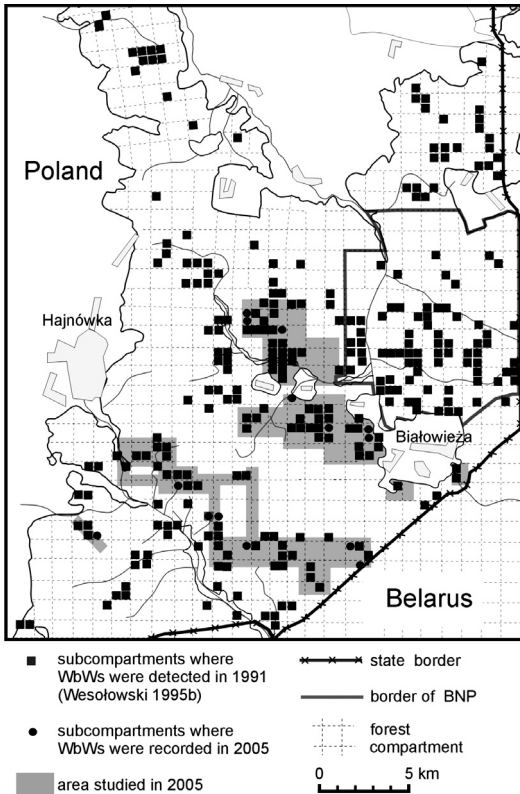 Poland
Hajnówka
Białowieża
Belarus
subcompartments where
WbWs were detected in 1991
(Wesołowski 1995b)
subcompartments where
WbWs were recorded in 2005
area studied in 2005
state border
border of BNP
forest
compartment
0 5 km